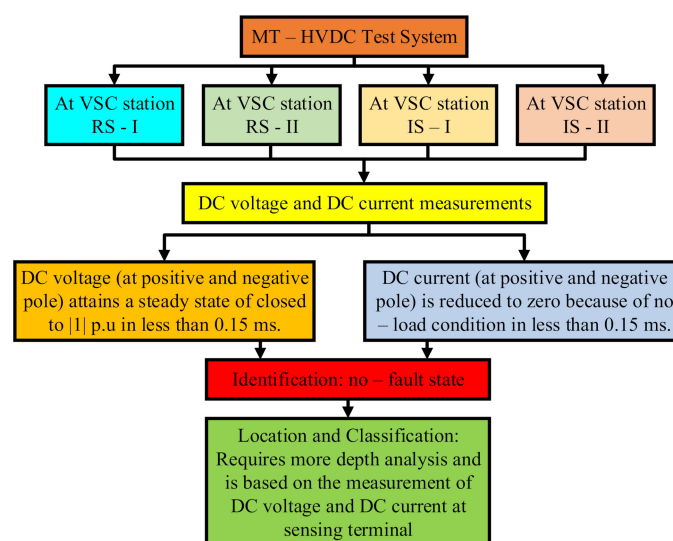 MT – HVDC Test System
At VSC station
RS - I
At VSC station
RS - II
At VSC station
IS – I
At VSC station
IS - II
DC voltage and DC current measurements
DC voltage (at positive and negative
pole) attains a steady state of closed
to |1| p.u in less than 0.15 ms.
DC current (at positive and negative
pole) is reduced to zero because of no
– load condition in less than 0.15 ms.
Identification: no – fault state
Location and Classification:
Requires more depth analysis and
is based on the measurement of
DC voltage and DC current at
sensing terminal